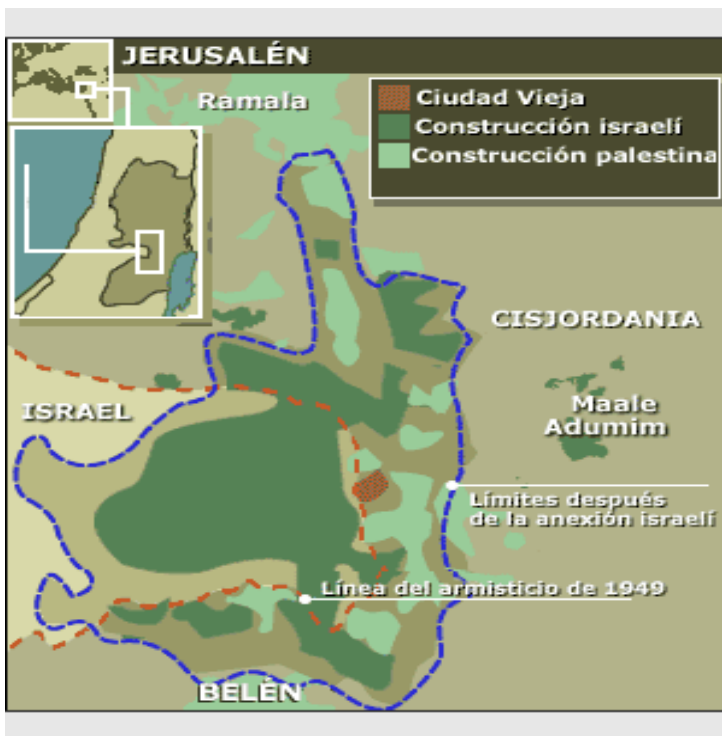 JERUSALÉN
Ramala
Ciudad Vieja
Construcción israelí
Construcción palestina
CISJORDANIA
ISRAEL
Maale
Adumim
Límites después
de la anexión israelí
Línea del armisticio de 1949
BELÉN